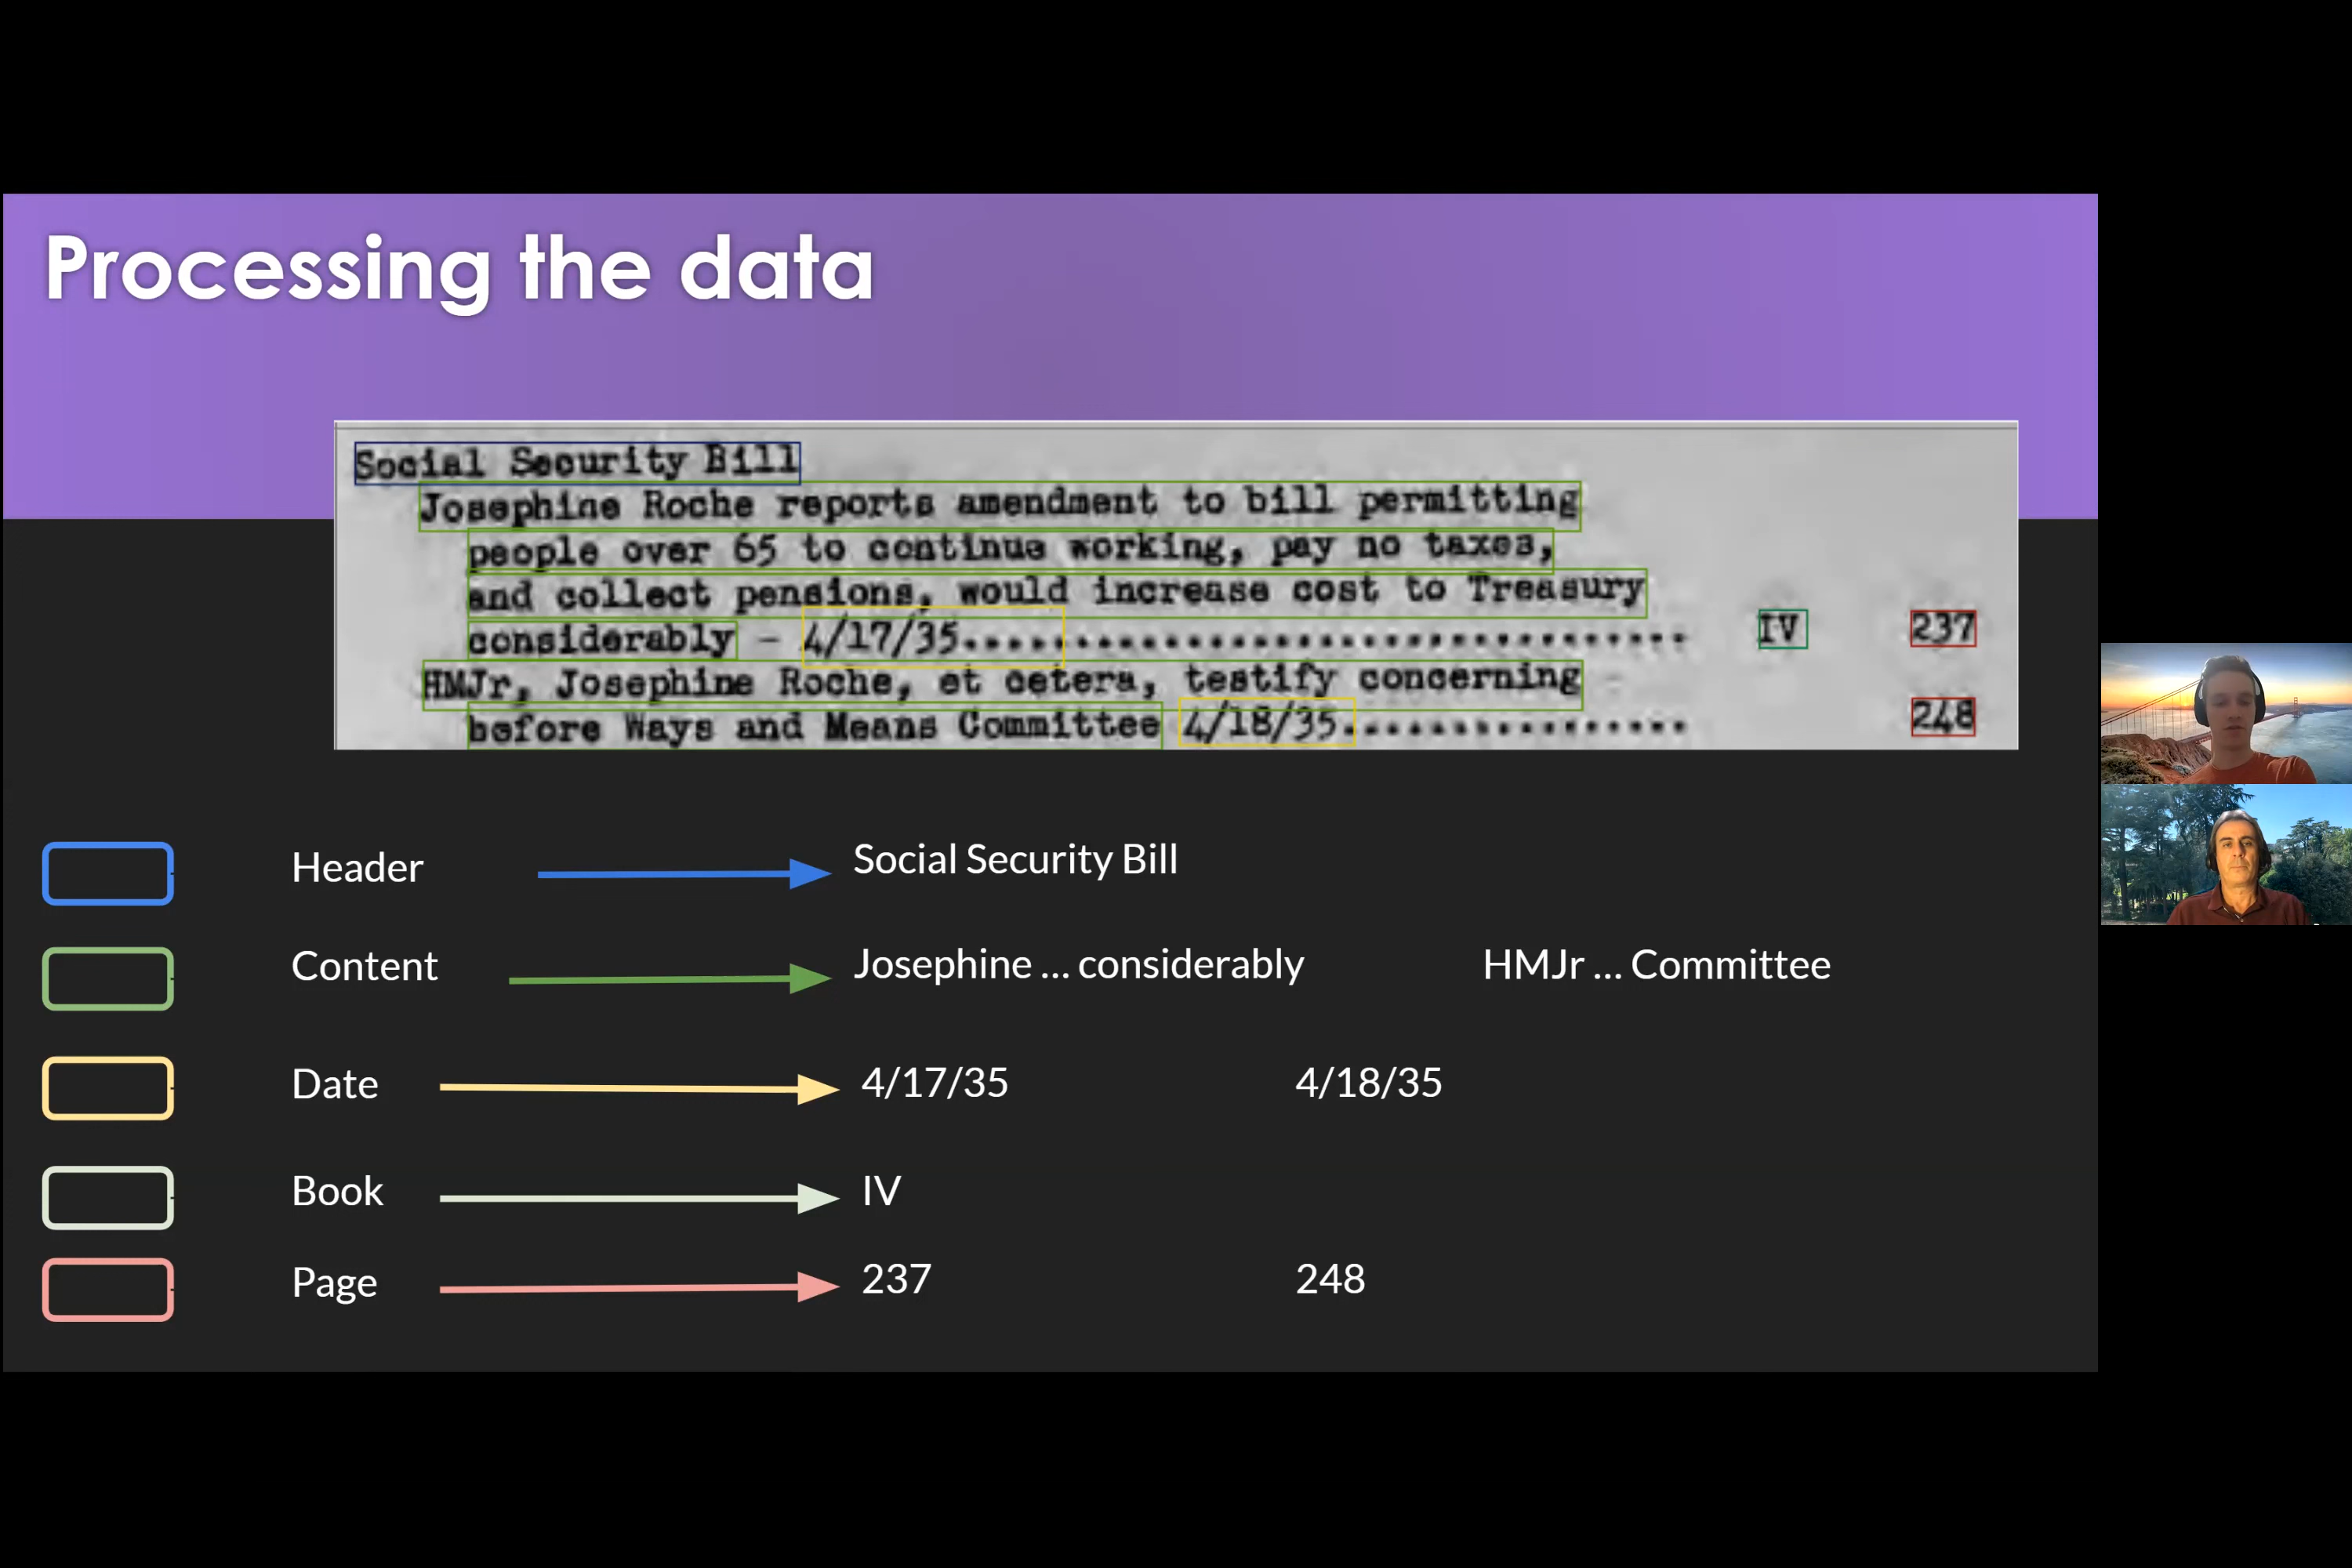 Processing the data
Social Security Bill
Josephine Roche reports amendment to bill permitting
people over 65 to continue working, pay no taxes,
and collect pensions, would increase cost to Treasury
considerably - 4/17/35........................................ IV 237
HMJr, Josephine Roche, et cetera, testify concerning
before Ways and Means Committee 4/18/35................... 248
Header Social Security Bill
Content Josephine ... considerably HMJr ... Committee
Date 4/17/35 4/18/35
Book IV
Page 237 248